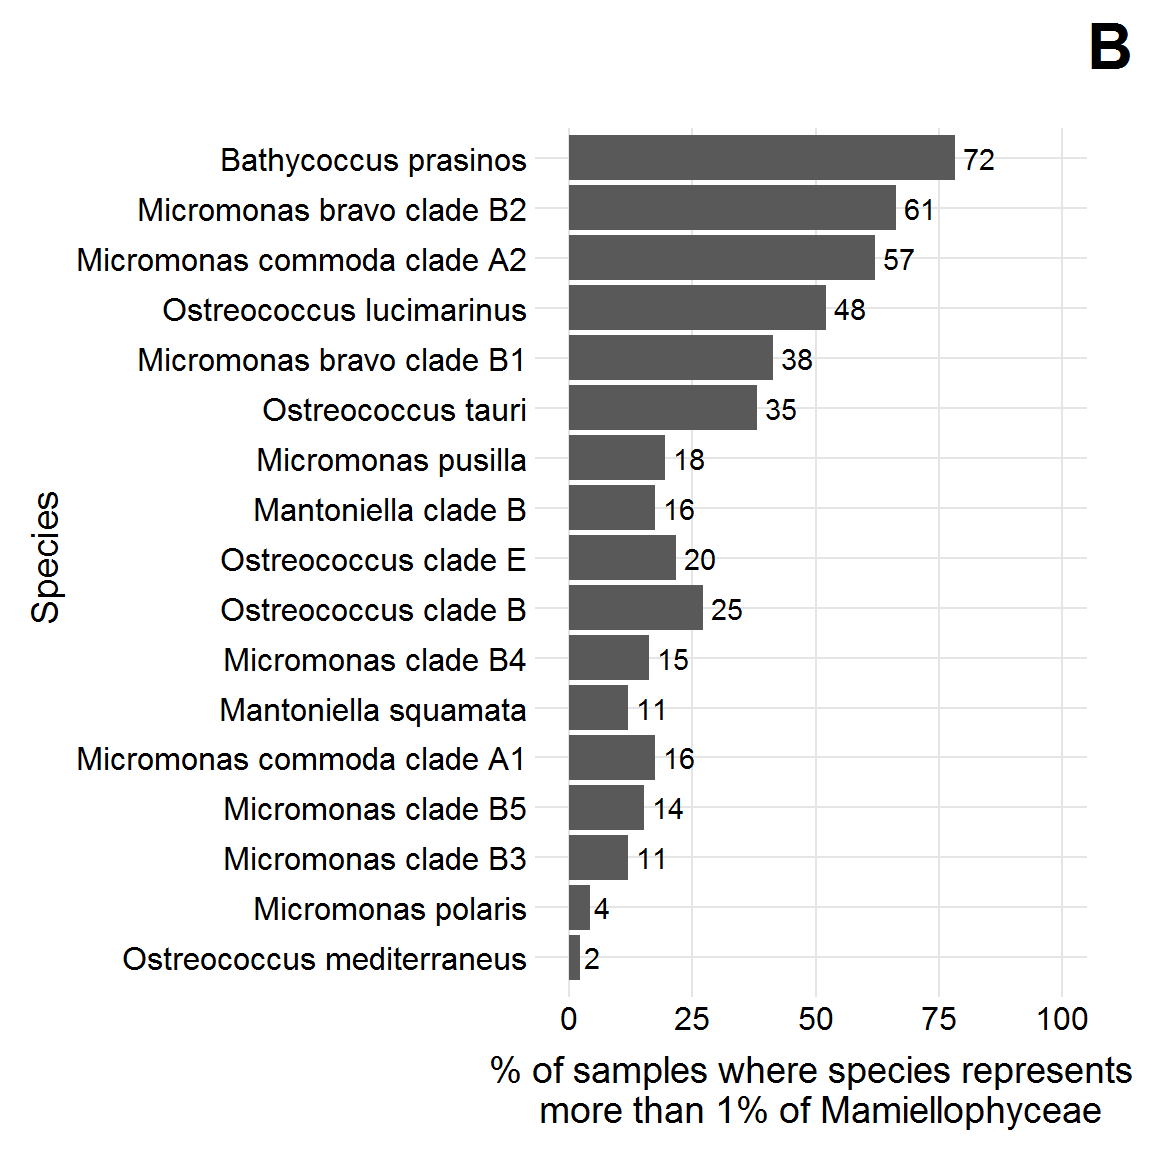 B
Bathycoccus prasinos 72
Micromonas bravo clade B2 61
Micromonas commoda clade A2 57
Ostreococcus lucimarinus 48
Micromonas bravo clade B1 38
Ostreococcus tauri 35
Micromonas pusilla 18
Mantoniella clade B 16
Ostreococcus clade E 20
Ostreococcus clade B 25
Micromonas clade B4 15
Mantoniella squamata 11
Micromonas commoda clade A1 16
Micromonas clade B5 14
Micromonas clade B3 11
Micromonas polaris 4
Ostreococcus mediterraneus 2
Species
0 25 50 75 100
% of samples where species represents
more than 1% of Mamiellophyceae